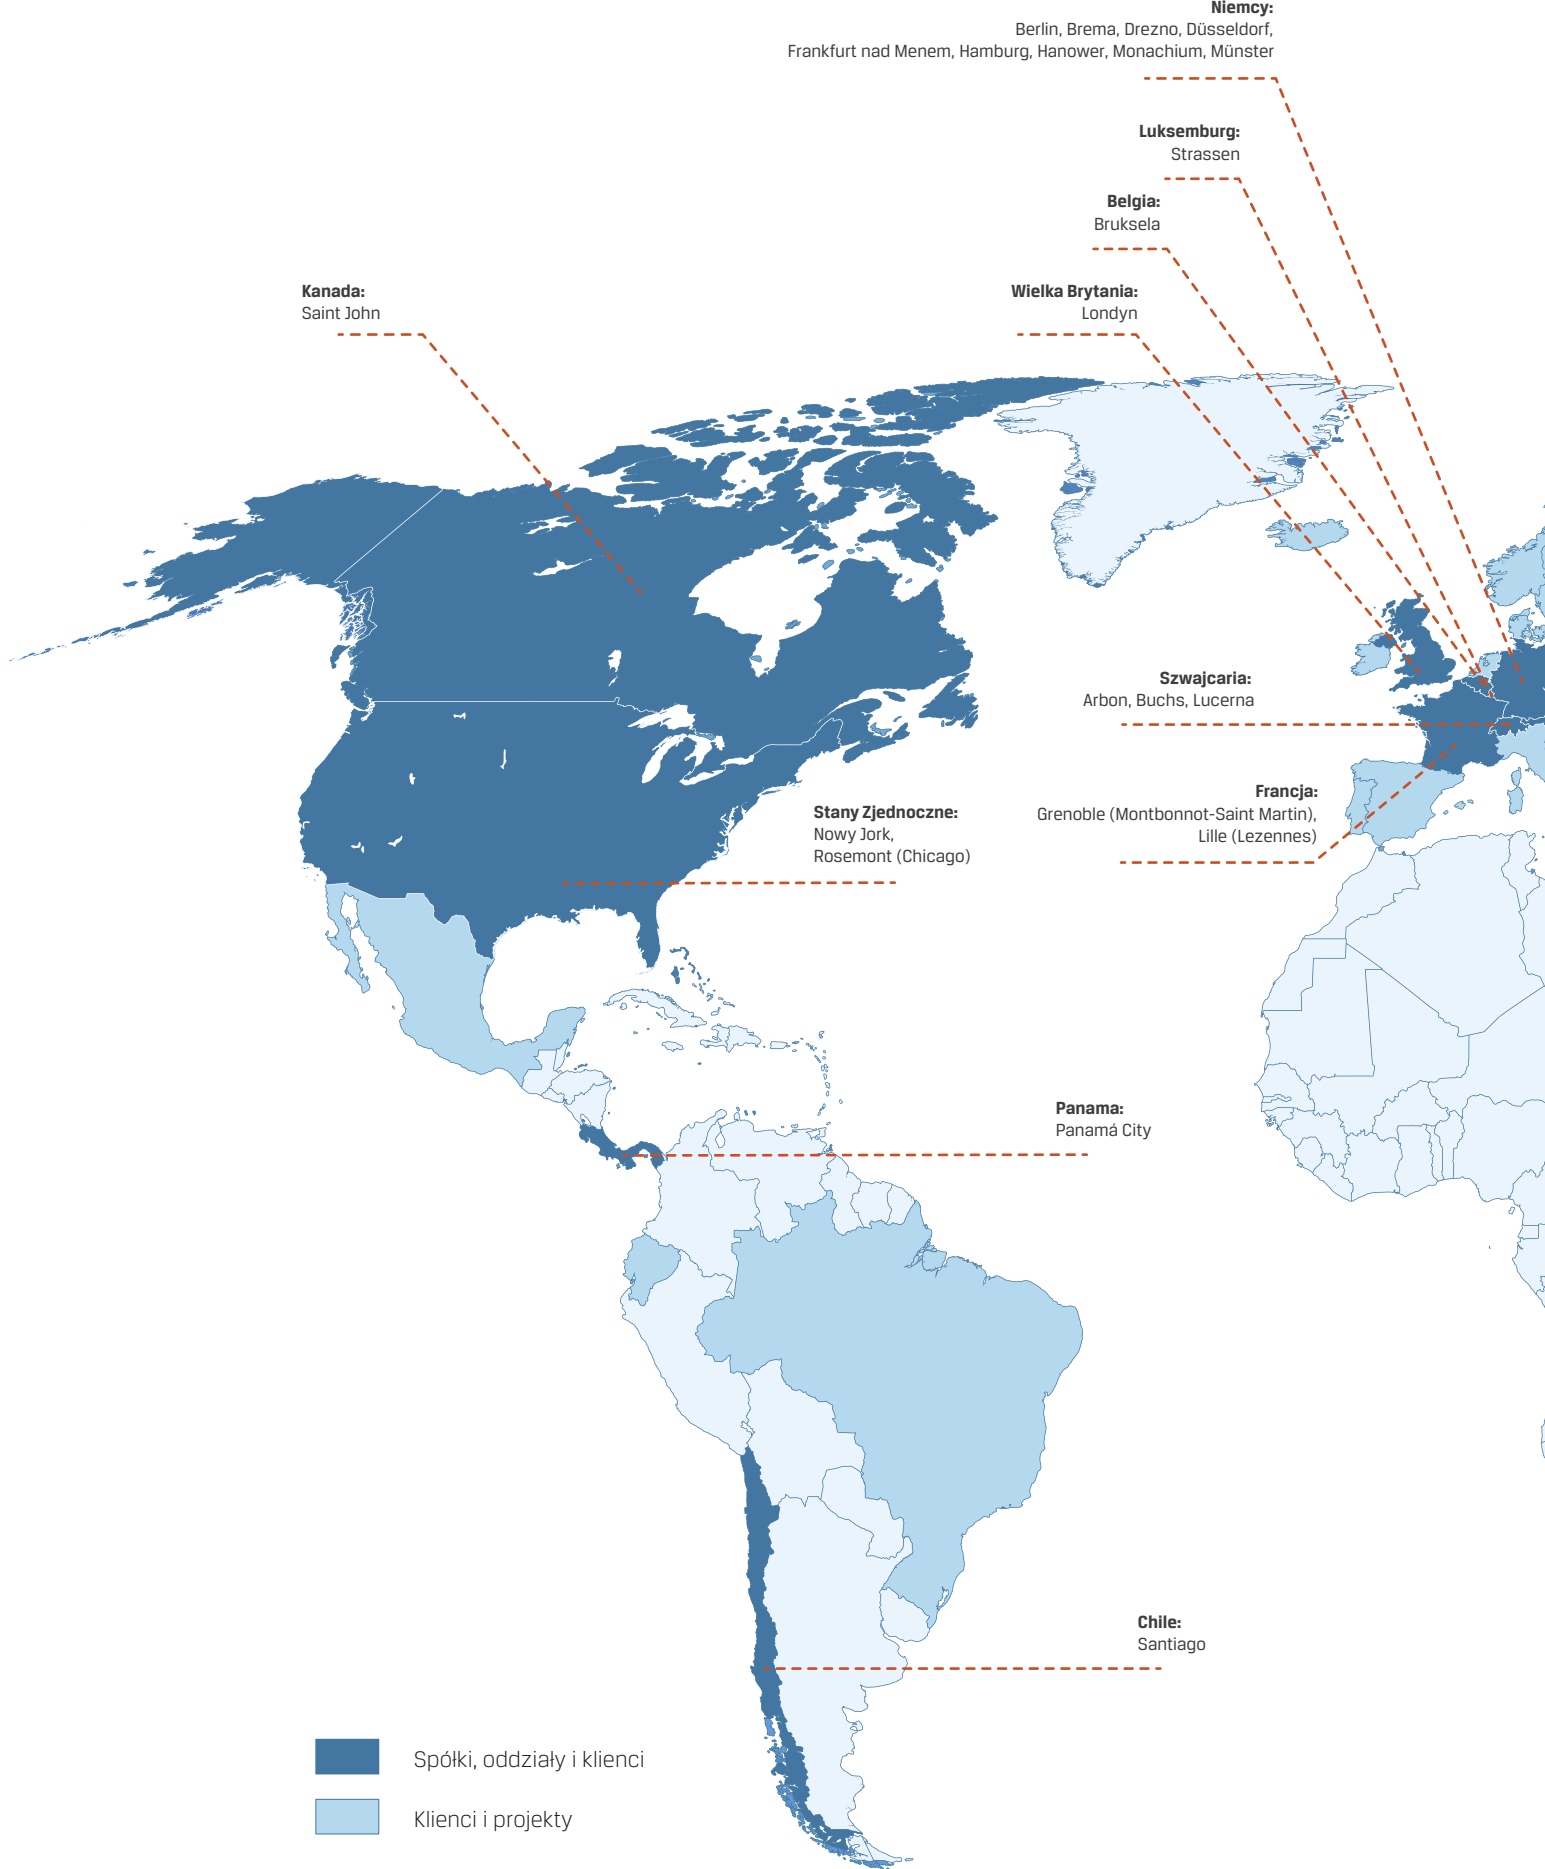 Niemcy:
Berlin, Brema, Drezno, Düsseldorf,
Frankfurt nad Menem, Hamburg, Hanower, Monachium, Münster
Luksemburg:
Strassen
Belgia:
Bruksela
Kanada:
Saint John
Wielka Brytania:
Londyn
Szwajcaria:
Arbon, Buchs, Lucerna
Francja:
Grenoble (Montbonnot-Saint Martin),
Lille (Lezennes)
Stany Zjednoczne:
Nowy Jork,
Rosemont (Chicago)
Panama:
Panamá City
Chile:
Santiago
Spółki, oddziały i klienci
Klienci i projekty